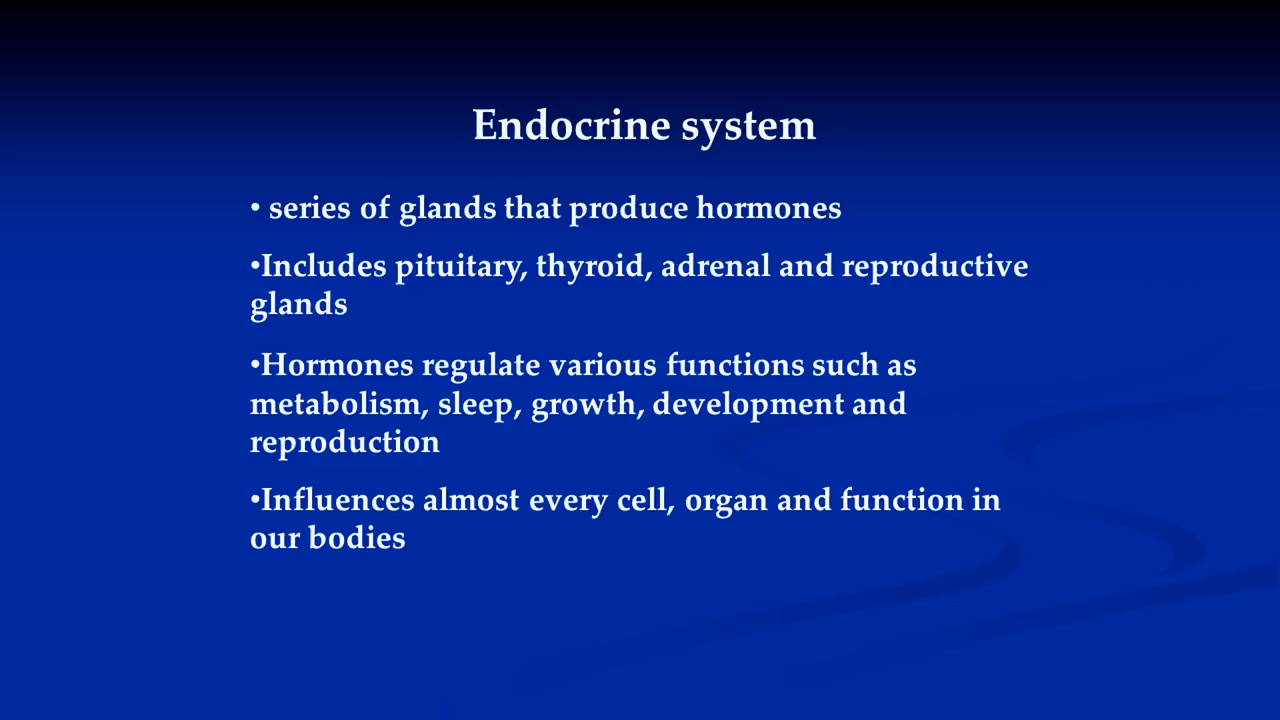 Endocrine system
• series of glands that produce hormones
•Includes pituitary, thyroid, adrenal and reproductive
glands
•Hormones regulate various functions such as
metabolism, sleep, growth, development and
reproduction
•Influences almost every cell, organ and function in
our bodies